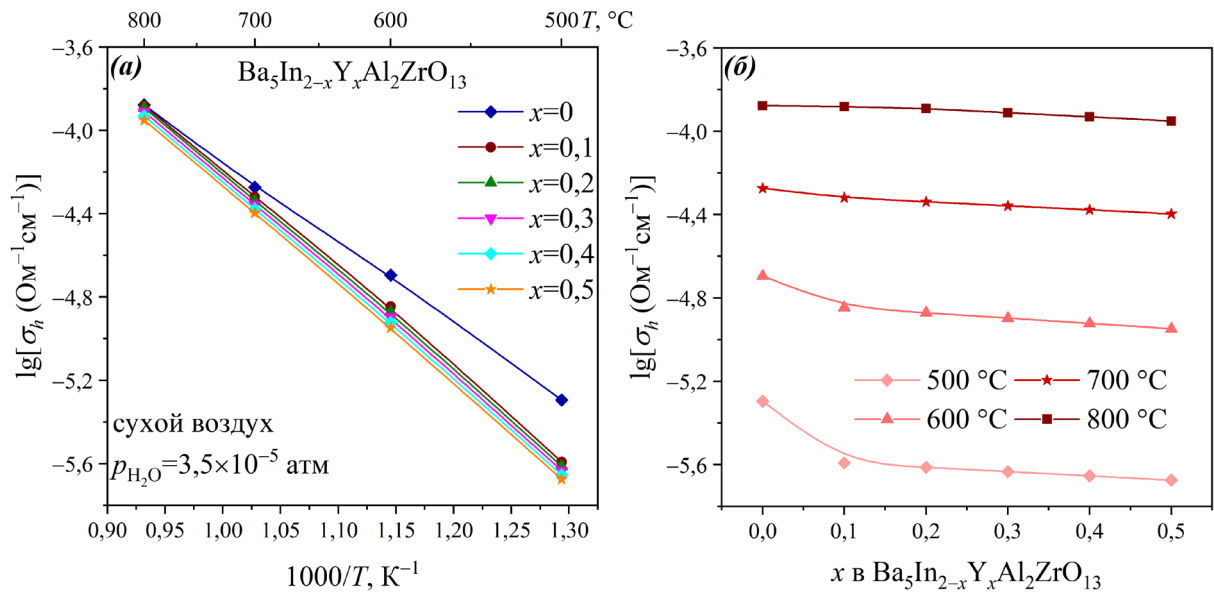 800 700 600 500 T, °C
(а)
Ba₅In₂₋ₓYₓAl₂ZrO₁₃
x=0
x=0,1
x=0,2
x=0,3
x=0,4
x=0,5
сухой воздух
pH₂O=3,5×10⁻⁵ атм
lg[σₕ (Ом⁻¹см⁻¹)]
−3,6
−4,0
−4,4
−4,8
−5,2
−5,6
0,90 0,95 1,00 1,05 1,10 1,15 1,20 1,25 1,30
1000/T, K⁻¹
(б)
lg[σₕ (Ом⁻¹см⁻¹)]
−3,6
−4,0
−4,4
−4,8
−5,2
−5,6
500 °C 700 °C
600 °C 800 °C
0,0 0,1 0,2 0,3 0,4 0,5
x в Ba₅In₂₋ₓYₓAl₂ZrO₁₃